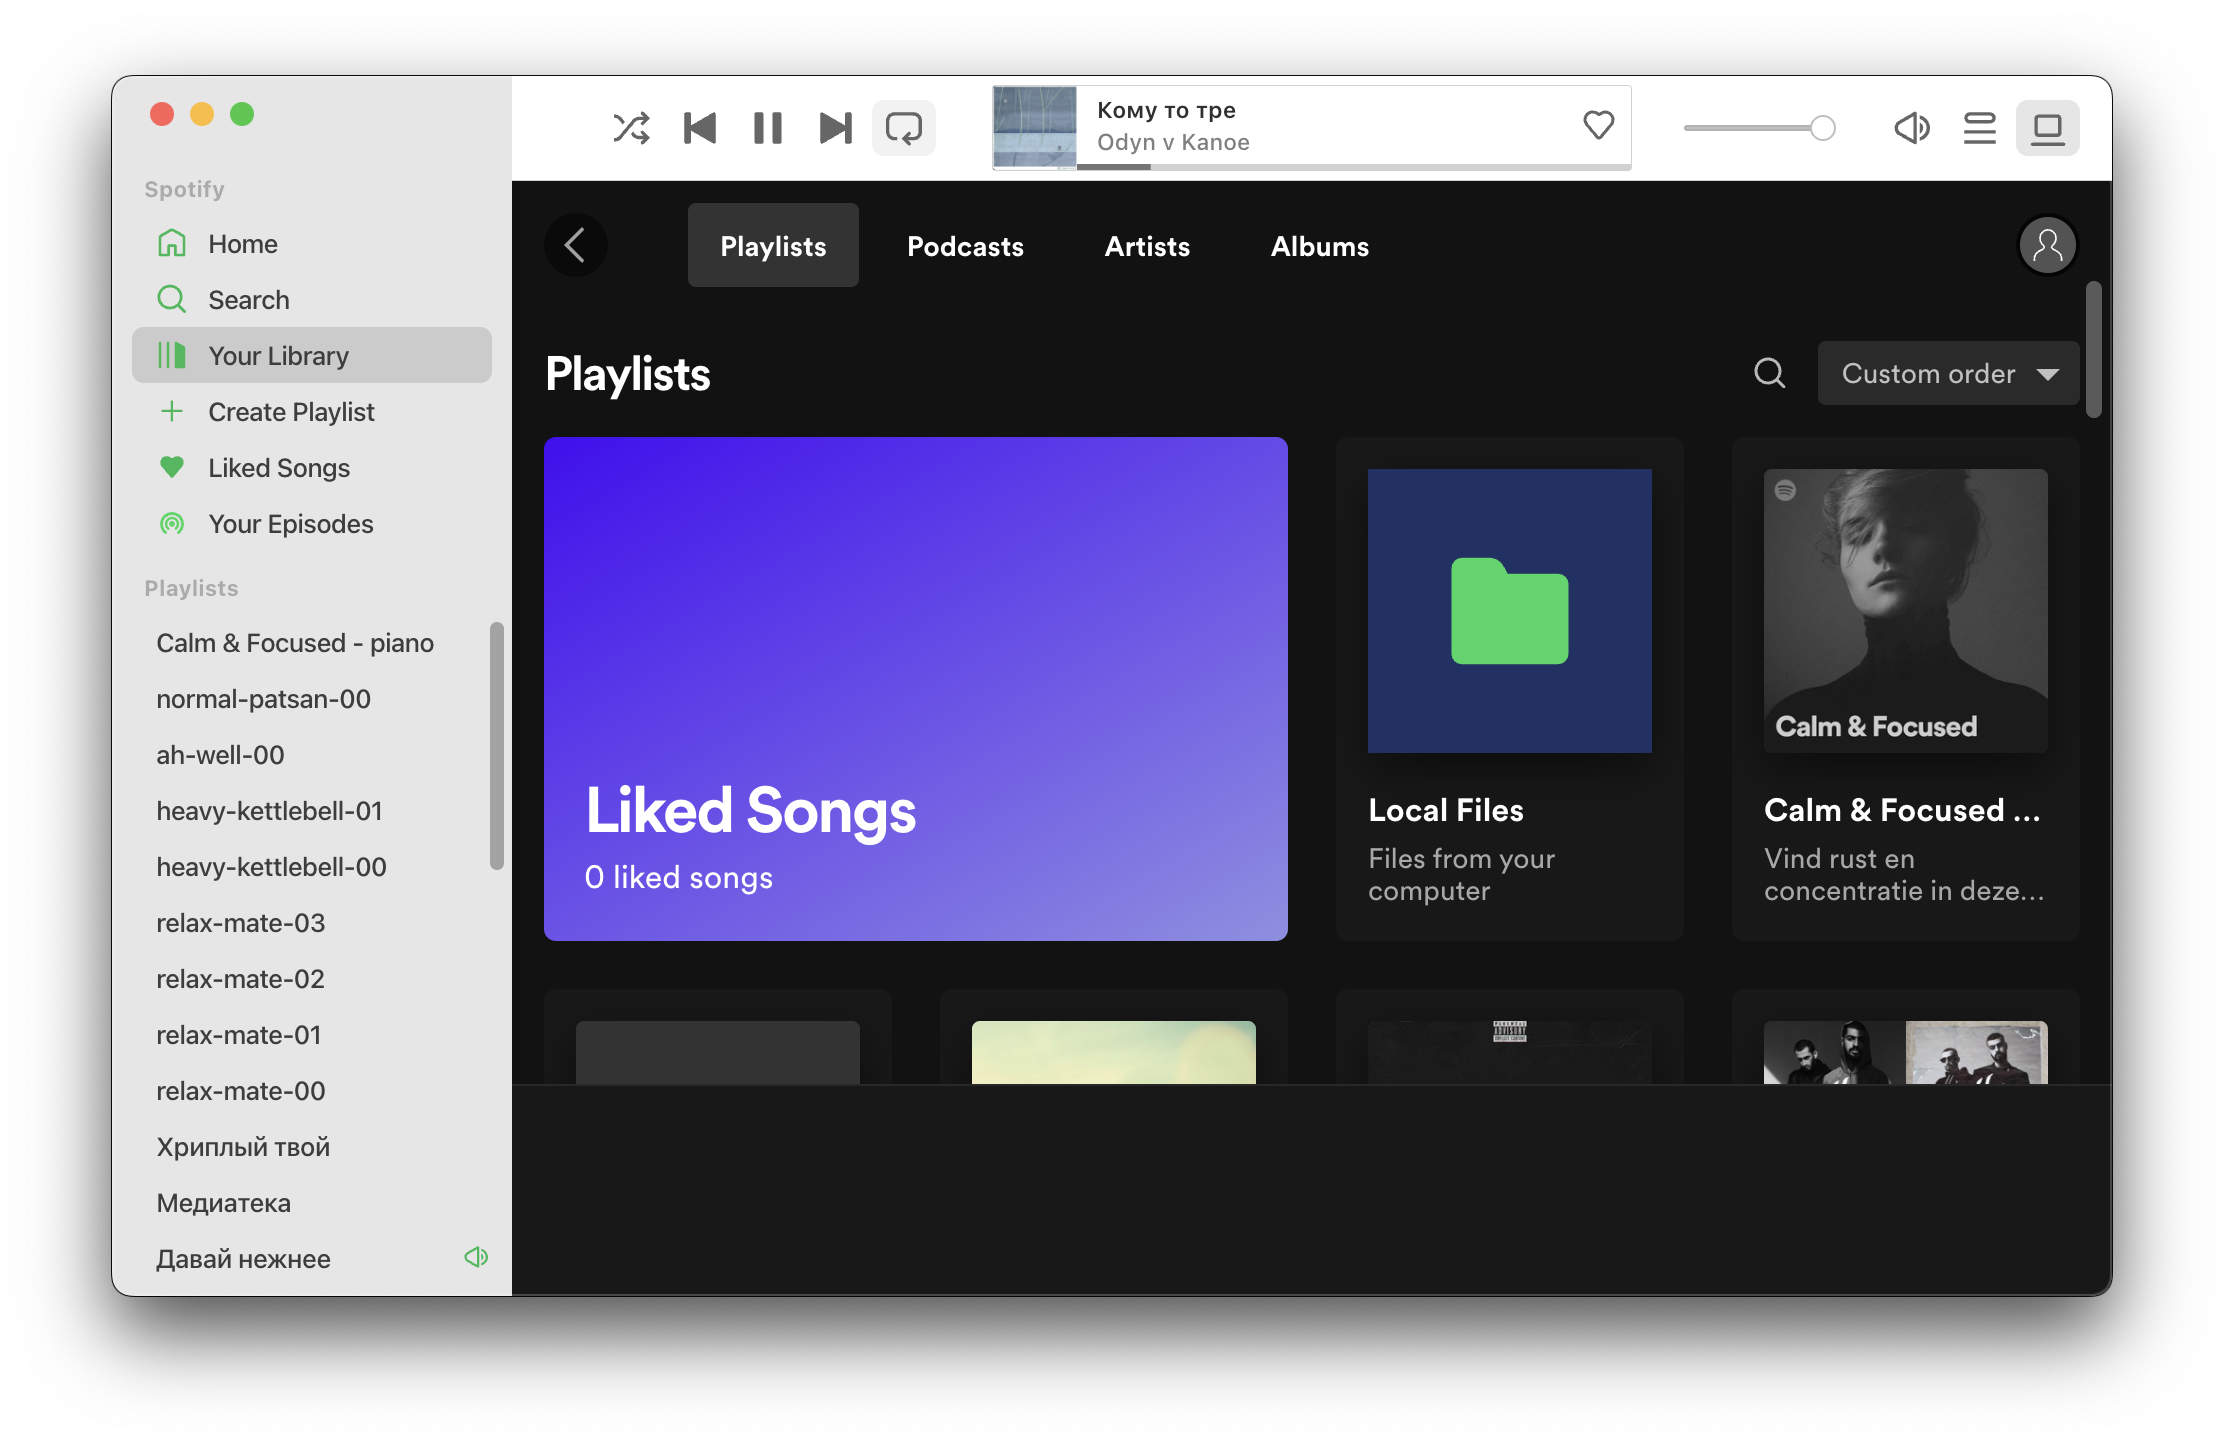 Кому то тре
Odyn v Kanoe
Spotify
Home
Search
Your Library
Create Playlist
Liked Songs
Your Episodes
Playlists
Calm & Focused - piano
normal-patsan-00
ah-well-00
heavy-kettlebell-01
heavy-kettlebell-00
relax-mate-03
relax-mate-02
relax-mate-01
relax-mate-00
Хриплый твой
Медиатека
Давай нежнее
Playlists
Podcasts
Artists
Albums
Playlists
Custom order
Liked Songs
0 liked songs
Local Files
Files from your
computer
Calm & Focused
Calm & Focused ...
Vind rust en
concentratie in deze...
PARENTAL
ADVISORY
EXPLICIT CONTENT